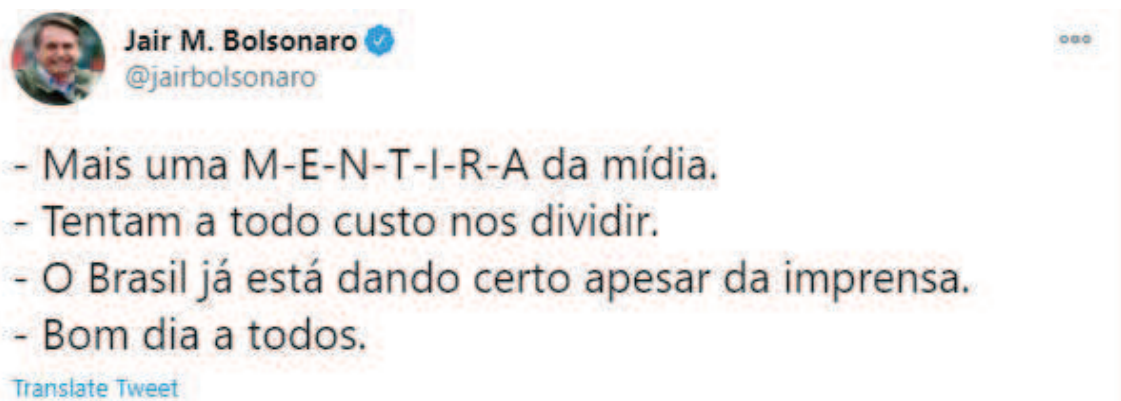 Jair M. Bolsonaro
@jairbolsonaro
- Mais uma M-E-N-T-I-R-A da mídia.
- Tentam a todo custo nos dividir.
- O Brasil já está dando certo apesar da imprensa.
- Bom dia a todos.
Translate Tweet